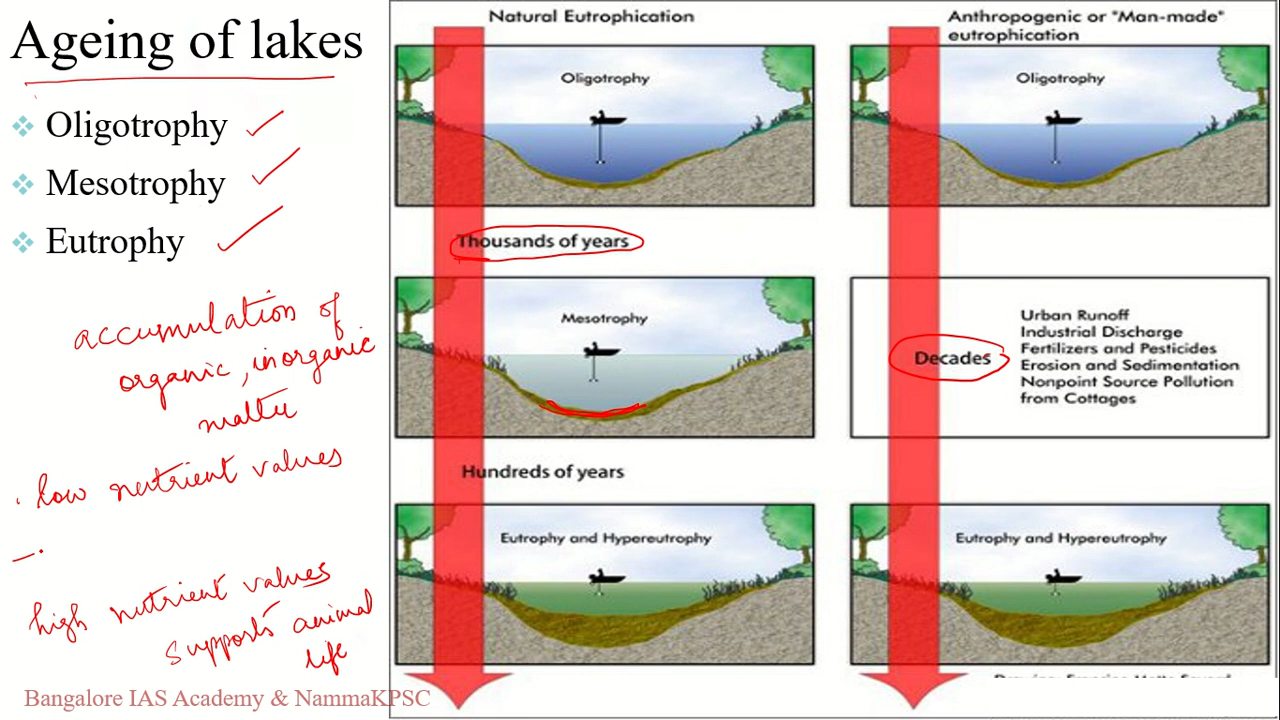 Ageing of lakes
Oligotrophy
Mesotrophy
Eutrophy
accumulation of
organic, inorganic
matter
low nutrient values
high nutrient values
supports animal
life
Bangalore IAS Academy & NammaKPSC
Natural Eutrophication
Oligotrophy
Thousands of years
Mesotrophy
Hundreds of years
Eutrophy and Hypereutrophy
Anthropogenic or "Man-made"
eutrophication
Oligotrophy
Decades
Urban Runoff
Industrial Discharge
Fertilizers and Pesticides
Erosion and Sedimentation
Nonpoint Source Pollution
from Cottages
Eutrophy and Hypereutrophy